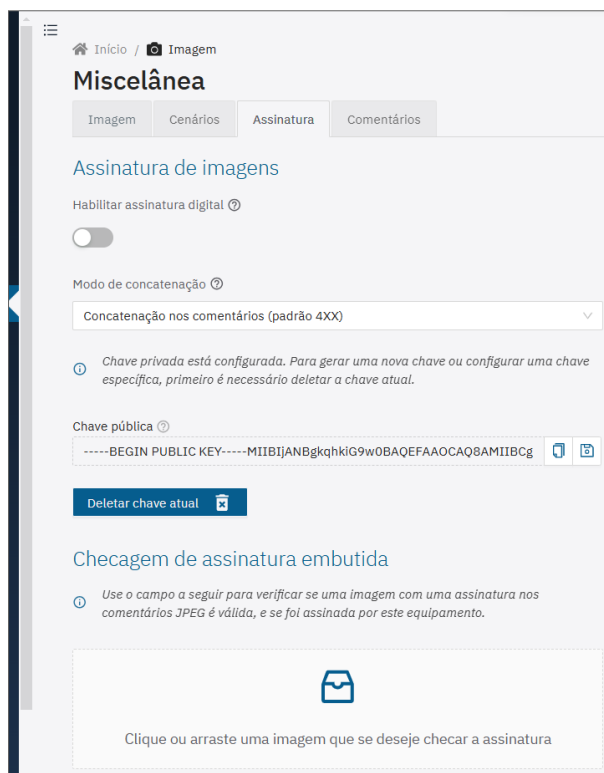 Início / Imagem
Miscelânea
Imagem Cenários Assinatura Comentários
Assinatura de imagens
Habilitar assinatura digital
Modo de concatenação
Concatenação nos comentários (padrão 4XX)
Chave privada está configurada. Para gerar uma nova chave ou configurar uma chave
específica, primeiro é necessário deletar a chave atual.
Chave pública
-----BEGIN PUBLIC KEY-----MIIBIjANBgkqhkiG9w0BAQEFAAOCAQ8AMIIBCg
Deletar chave atual
Checagem de assinatura embutida
Use o campo a seguir para verificar se uma imagem com uma assinatura nos
comentários JPEG é válida, e se foi assinada por este equipamento.
Clique ou arraste uma imagem que se deseje checar a assinatura